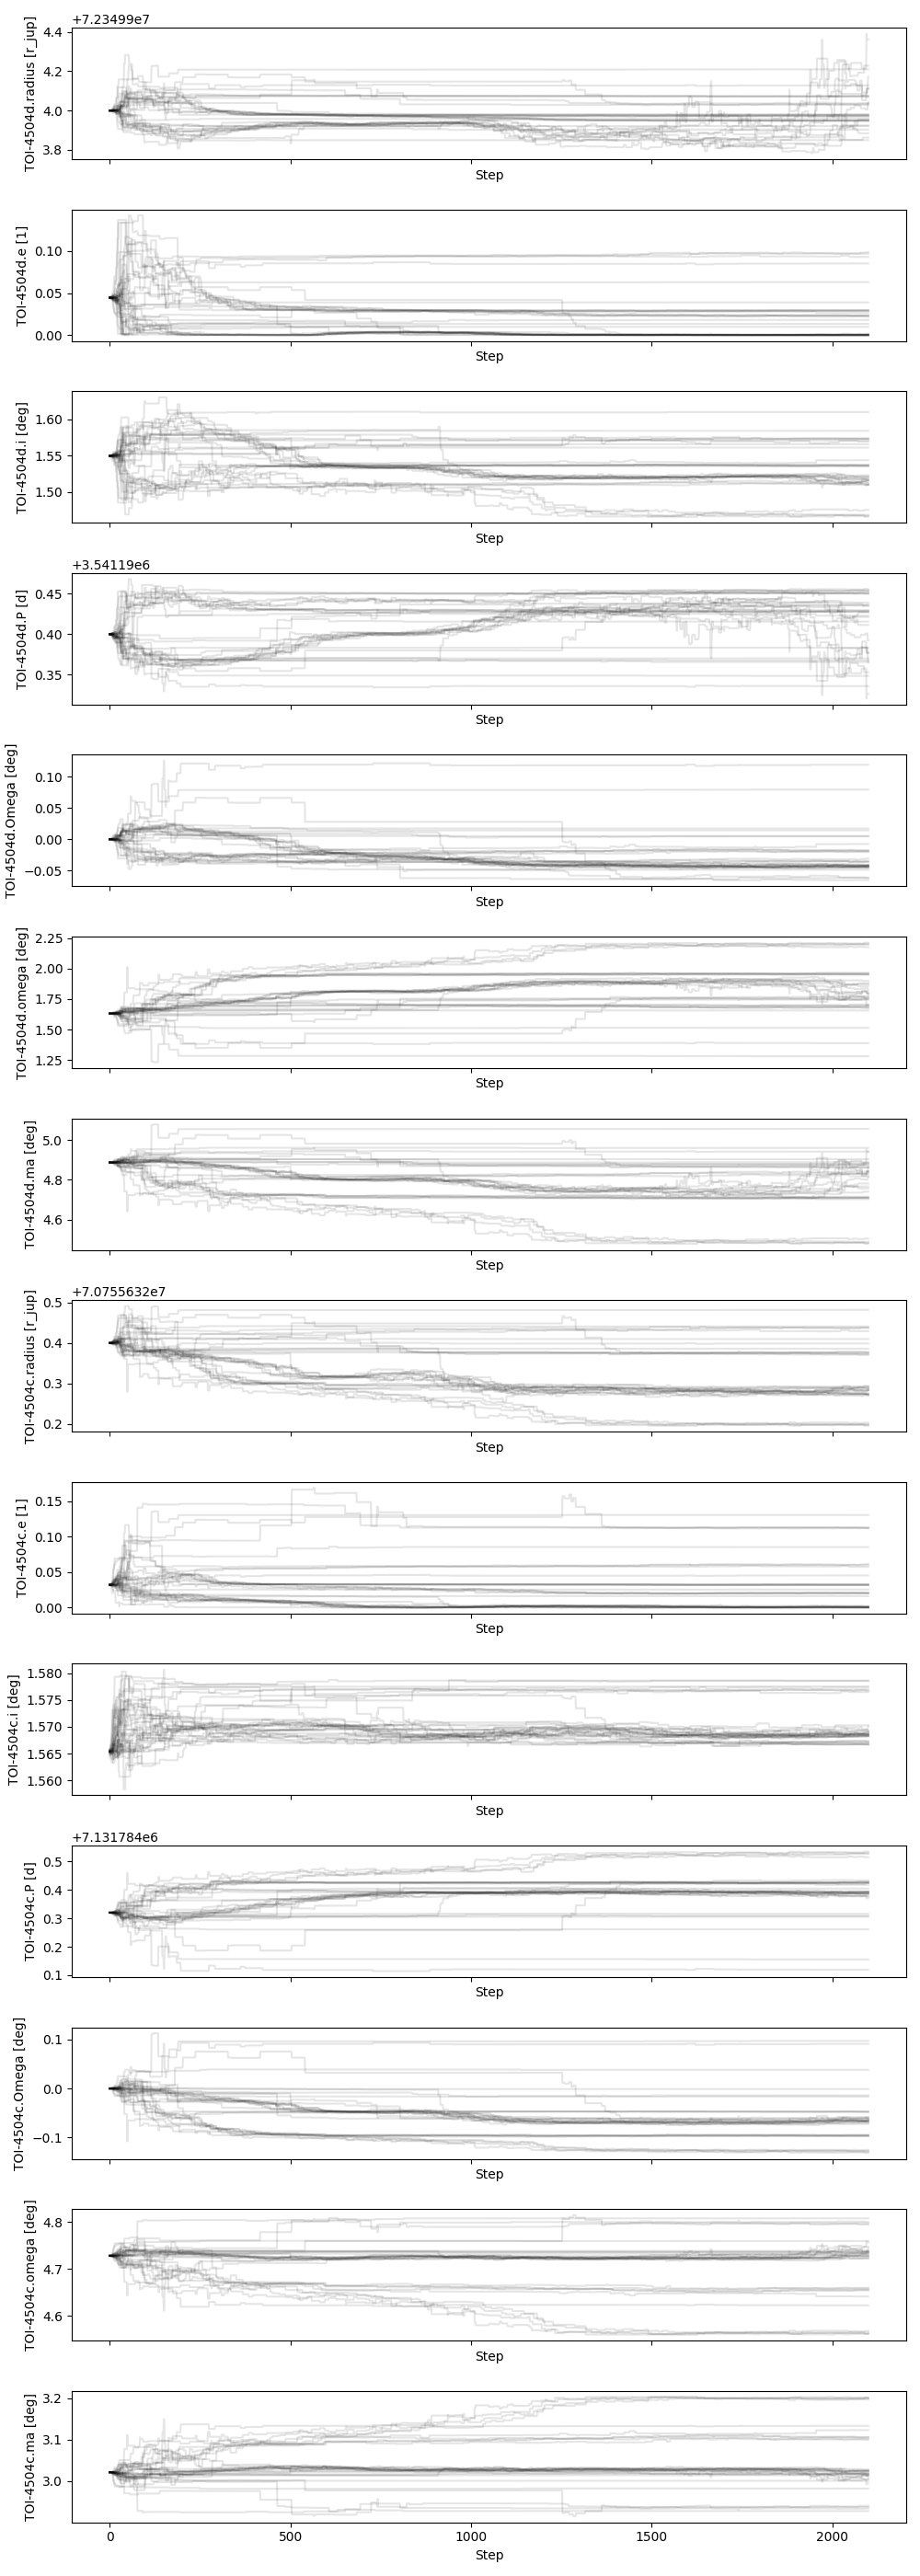 +7.23499e7
TOI-4504d.radius [r_jup]
4.4
4.2
4.0
3.8
Step
TOI-4504d.e [1]
0.10
0.05
0.00
Step
TOI-4504d.i [deg]
1.60
1.55
1.50
Step
+3.54119e6
TOI-4504d.P [d]
0.45
0.40
0.35
Step
TOI-4504d.Omega [deg]
0.10
0.05
0.00
−0.05
Step
TOI-4504d.omega [deg]
2.25
2.00
1.75
1.50
1.25
Step
TOI-4504d.ma [deg]
5.0
4.8
4.6
Step
+7.0755632e7
TOI-4504c.radius [r_jup]
0.5
0.4
0.3
0.2
Step
TOI-4504c.e [1]
0.15
0.10
0.05
0.00
Step
TOI-4504c.i [deg]
1.580
1.575
1.570
1.565
1.560
Step
+7.131784e6
TOI-4504c.P [d]
0.5
0.4
0.3
0.2
0.1
Step
TOI-4504c.Omega [deg]
0.1
0.0
−0.1
Step
TOI-4504c.omega [deg]
4.8
4.7
4.6
Step
TOI-4504c.ma [deg]
3.2
3.1
3.0
0 500 1000 1500 2000
Step